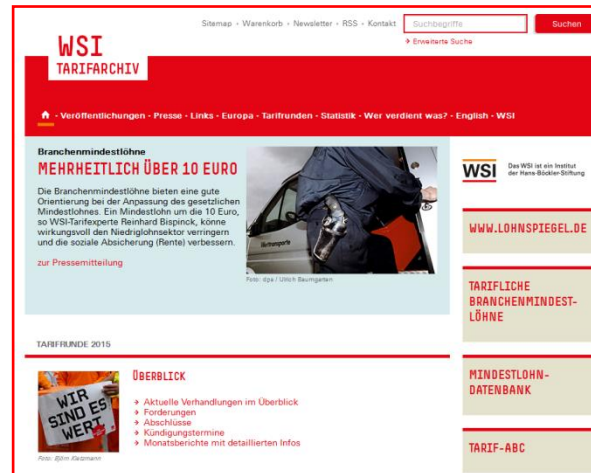 Sitemap - Warenkorb - Newsletter - RSS - Kontakt
Suchbegriffe
Suchen
Erweiterte Suche
WSI
TARIFARCHIV
- Veröffentlichungen - Presse - Links - Europa - Tarifrunden - Statistik - Wer verdient was? - English - WSI
Branchenmindestlöhne
MEHRHEITLICH ÜBER 10 EURO
Die Branchenmindestlöhne bieten eine gute
Orientierung bei der Anpassung des gesetzlichen
Mindestlohnes. Ein Mindestlohn um die 10 Euro,
so WSI-Tarifexperte Reinhard Bispinck, könne
wirkungsvoll den Niedriglohnsektor verringern
und die soziale Absicherung (Rente) verbessern.
zur Pressemitteilung
Foto: dpa / Ulrich Baumgarten
WSI
Das WSI ist ein Institut
der Hans-Böckler-Stiftung
WWW.LOHNSPIEGEL.DE
TARIFLICHE
BRANCHENMINDEST-
LÖHNE
MINDESTLOHN-
DATENBANK
TARIF-ABC
TARIFRUNDE 2015
WIR
SIND ES
WERT
Foto: Björn
ÜBERBLICK
Aktuelle Verhandlungen im Überblick
Forderungen
Abschlüsse
Kündigungstermine
Monatsberichte mit detaillierten Infos